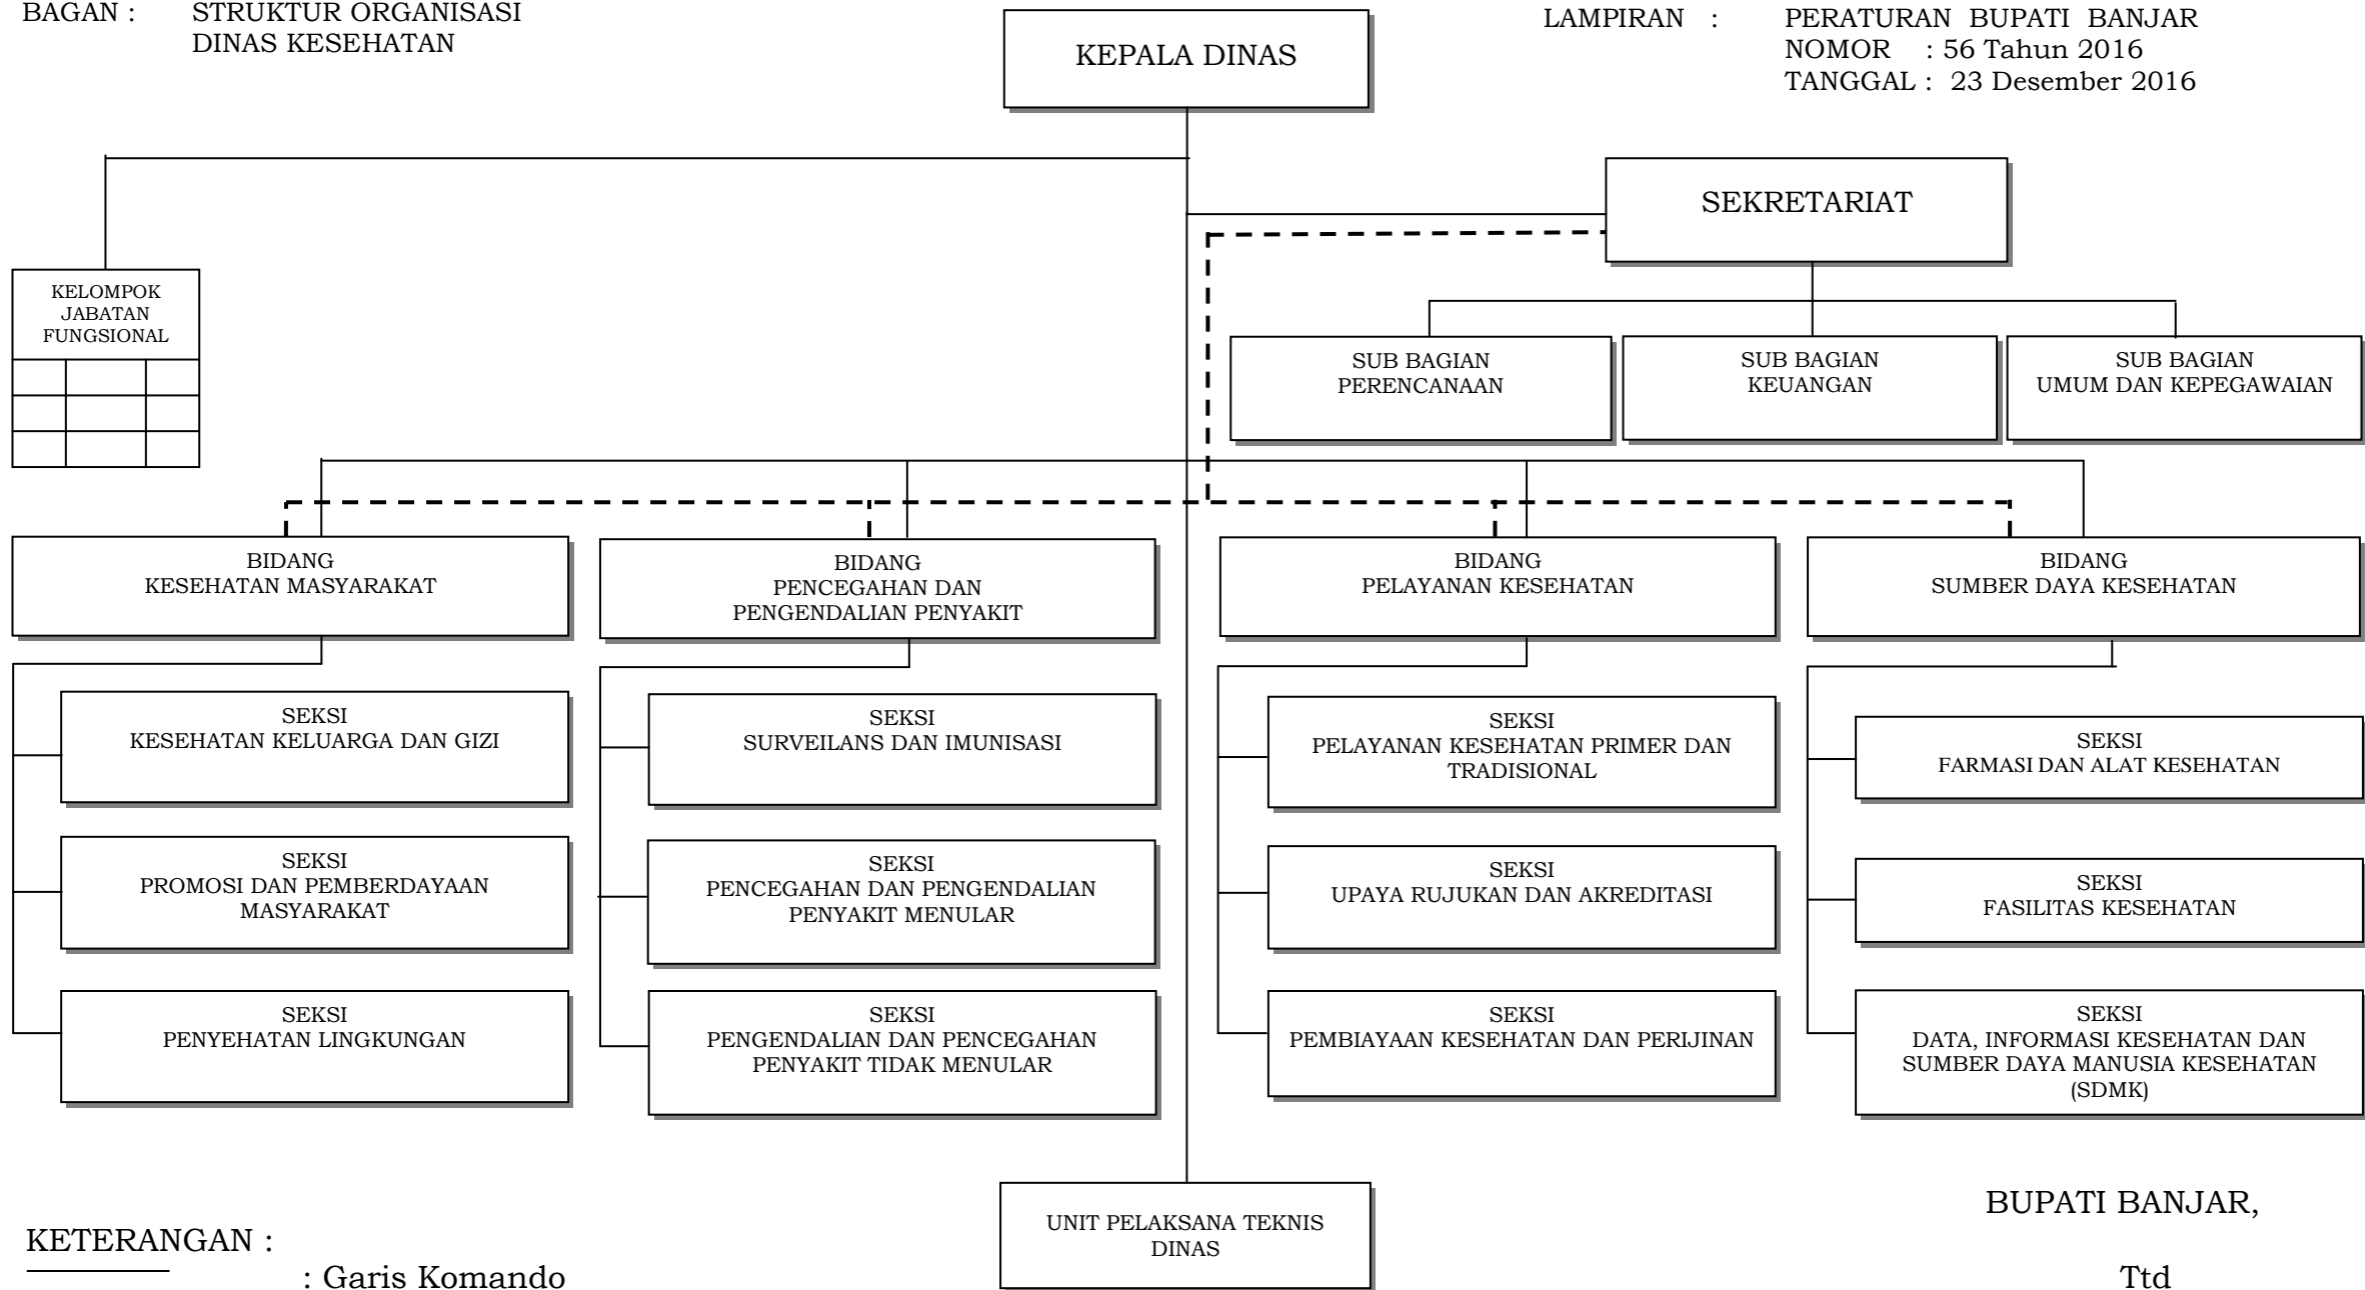 BAGAN : STRUKTUR ORGANISASI
DINAS KESEHATAN
KEPALA DINAS
LAMPIRAN : PERATURAN BUPATI BANJAR
NOMOR : 56 Tahun 2016
TANGGAL : 23 Desember 2016
SEKRETARIAT
KELOMPOK
JABATAN
FUNGSIONAL
SUB BAGIAN
PERENCANAAN
SUB BAGIAN
KEUANGAN
SUB BAGIAN
UMUM DAN KEPEGAWAIAN
BIDANG
KESEHATAN MASYARAKAT
BIDANG
PENCEGAHAN DAN
PENGENDALIAN PENYAKIT
BIDANG
PELAYANAN KESEHATAN
BIDANG
SUMBER DAYA KESEHATAN
SEKSI
KESEHATAN KELUARGA DAN GIZI
SEKSI
PROMOSI DAN PEMBERDAYAAN
MASYARAKAT
SEKSI
PENYEHATAN LINGKUNGAN
SEKSI
SURVEILANS DAN IMUNISASI
SEKSI
PENCEGAHAN DAN PENGENDALIAN
PENYAKIT MENULAR
SEKSI
PENGENDALIAN DAN PENCEGAHAN
PENYAKIT TIDAK MENULAR
SEKSI
PELAYANAN KESEHATAN PRIMER DAN
TRADISIONAL
SEKSI
UPAYA RUJUKAN DAN AKREDITASI
SEKSI
PEMBIAYAAN KESEHATAN DAN PERIJINAN
SEKSI
FARMASI DAN ALAT KESEHATAN
SEKSI
FASILITAS KESEHATAN
SEKSI
DATA, INFORMASI KESEHATAN DAN
SUMBER DAYA MANUSIA KESEHATAN
(SDMK)
UNIT PELAKSANA TEKNIS
DINAS
KETERANGAN :
: Garis Komando
BUPATI BANJAR,
Ttd